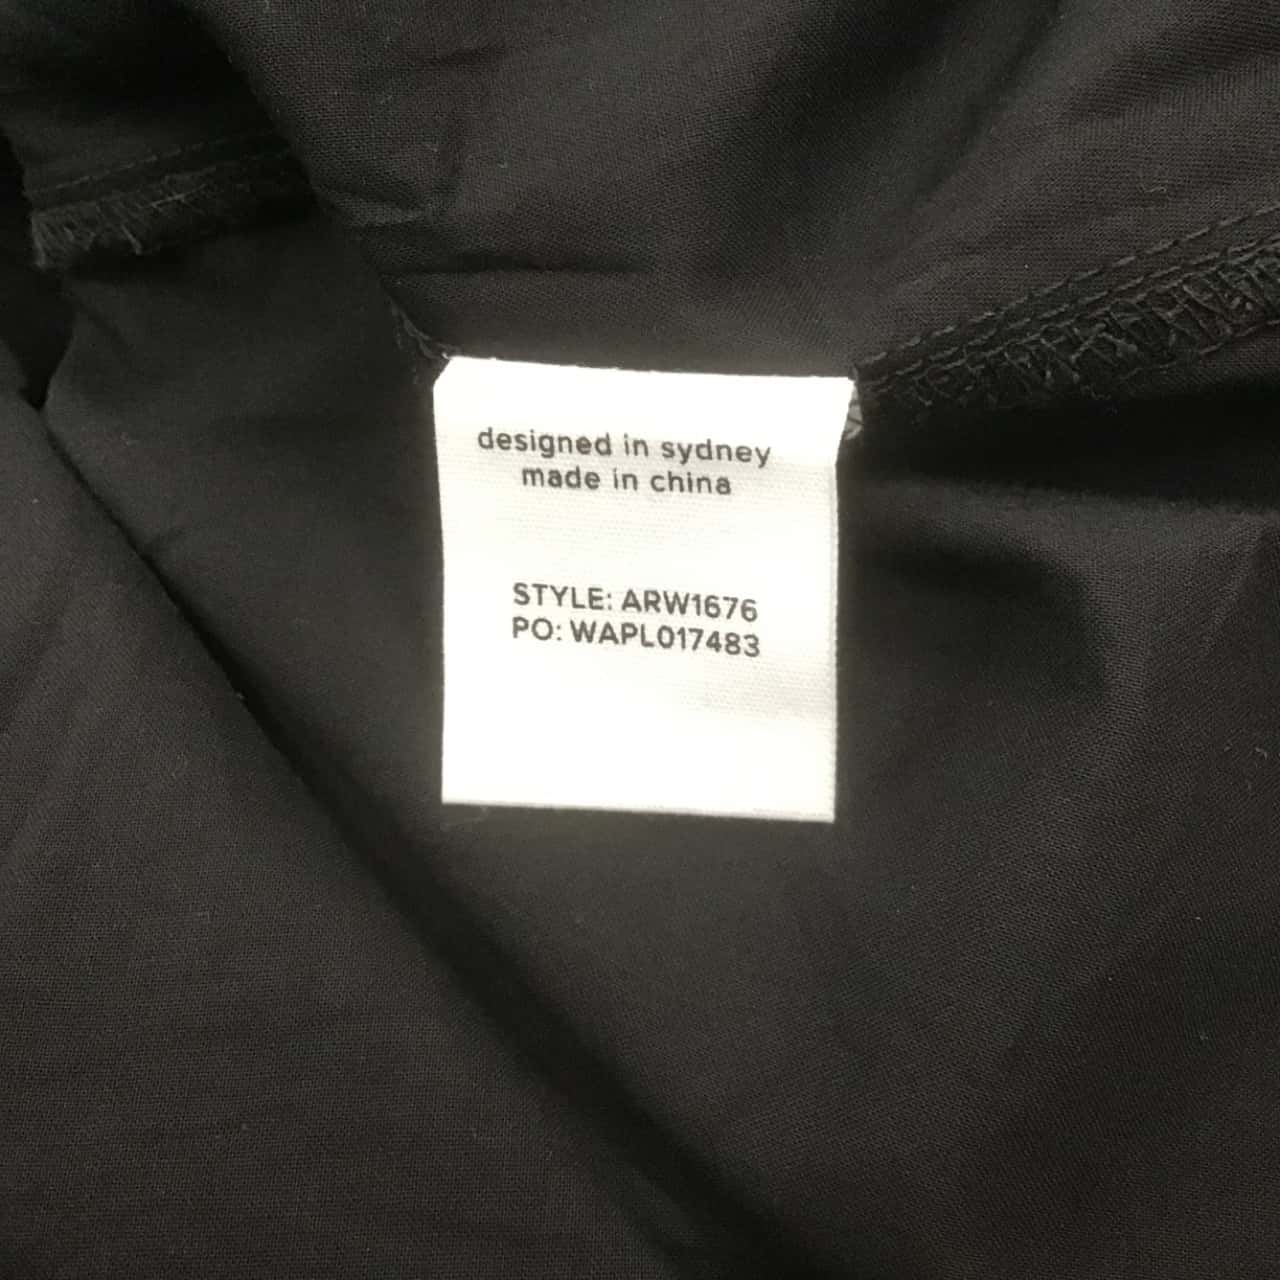 designed in sydney
made in china
STYLE: ARW1676
PO: WAPL017483